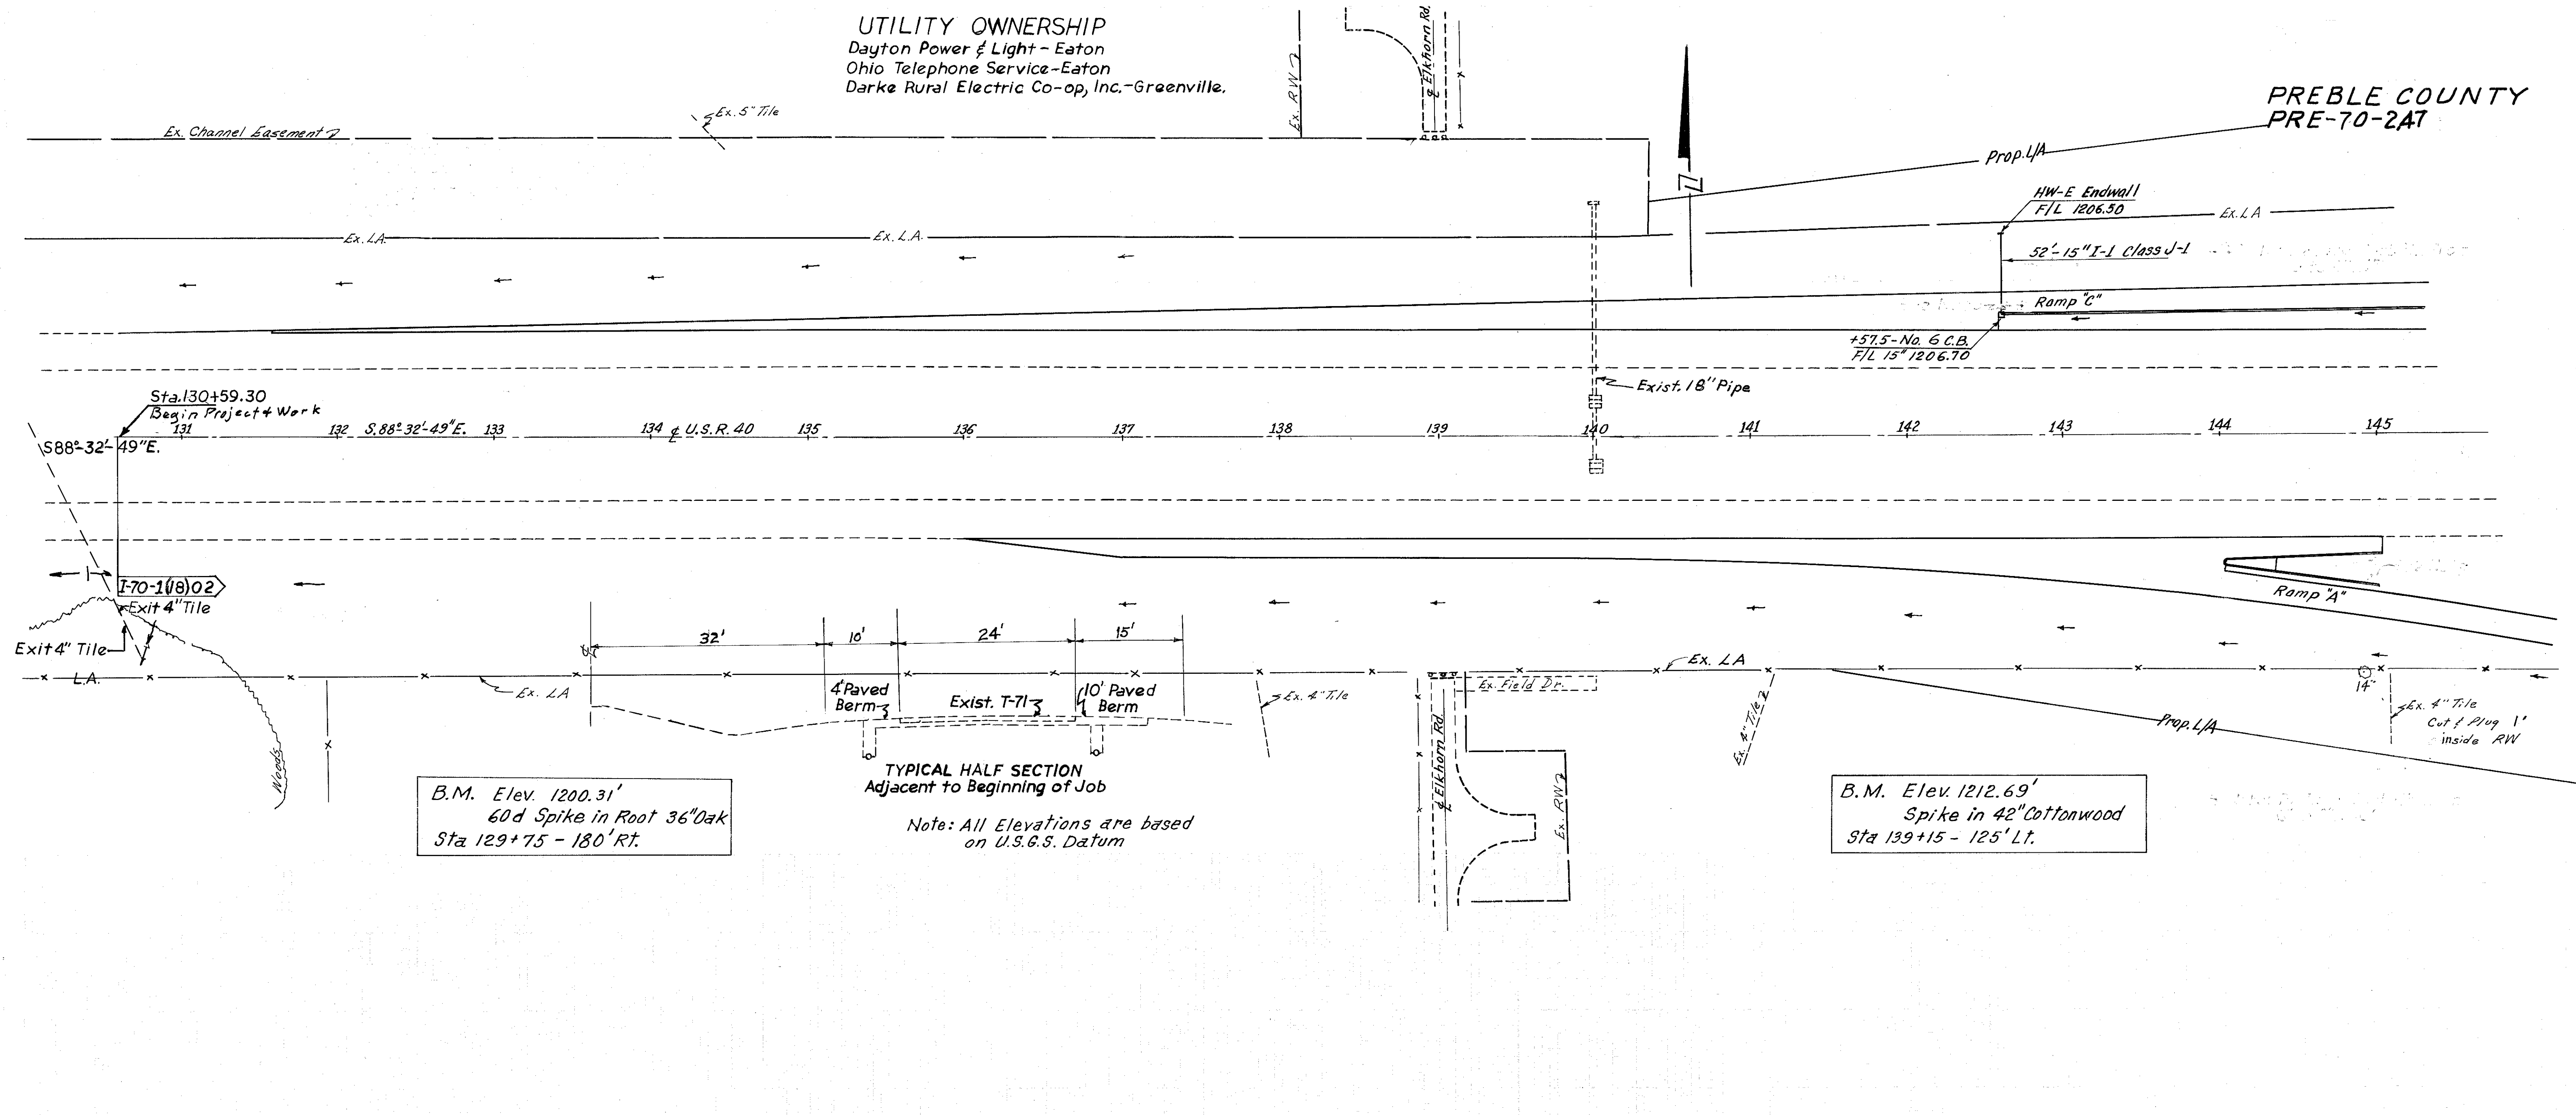 UTILITY OWNERSHIP
Dayton Power & Light - Eaton
Ohio Telephone Service-Eaton
Darke Rural Electric Co-op, Inc.-Greenville.
PREBLE COUNTY
PRE-70-2A7
Ex. RW
℄ Elkhorn Rd.
Ex. Channel Easement
Ex. 5" Tile
Prop. L/A
HW-E Endwall
F/L 1206.50
Ex. LA
Ex. L.A.
Ex. L.A.
52'-15" I-1 Class J-1
Ramp "C"
+57.5-No. 6 C.B.
F/L 15" 1206.70
Exist. 18" Pipe
Sta. 130+59.30
Begin Project & Work
131 132 S.88°-32'-49"E. 133 134 ℄ U.S.R. 40 135 136 137 138 139 140 141 142 143 144 145
S88°-32'-49"E.
I-70-1(18)02
Exit 4" Tile
Exit 4" Tile
L.A.
Ex. LA
Woods
32' 10' 24' 15'
℄
4' Paved
Berm
Exist. T-71
10' Paved
Berm
TYPICAL HALF SECTION
Adjacent to Beginning of Job
Note: All Elevations are based
on U.S.G.S. Datum
Ex. 4" Tile
Ex. Field Dr.
℄ Elkhorn Rd.
Ex. RW
Ex. LA
Ex. 4" Tile
Ramp "A"
14"
Prop. L/A
Ex. 4" Tile
Cut & Plug 1'
inside RW
B.M. Elev. 1200.31'
60d Spike in Root 36" Oak
Sta 129+75 - 180' Rt.
B.M. Elev. 1212.69'
Spike in 42" Cottonwood
Sta 139+15 - 125' Lt.